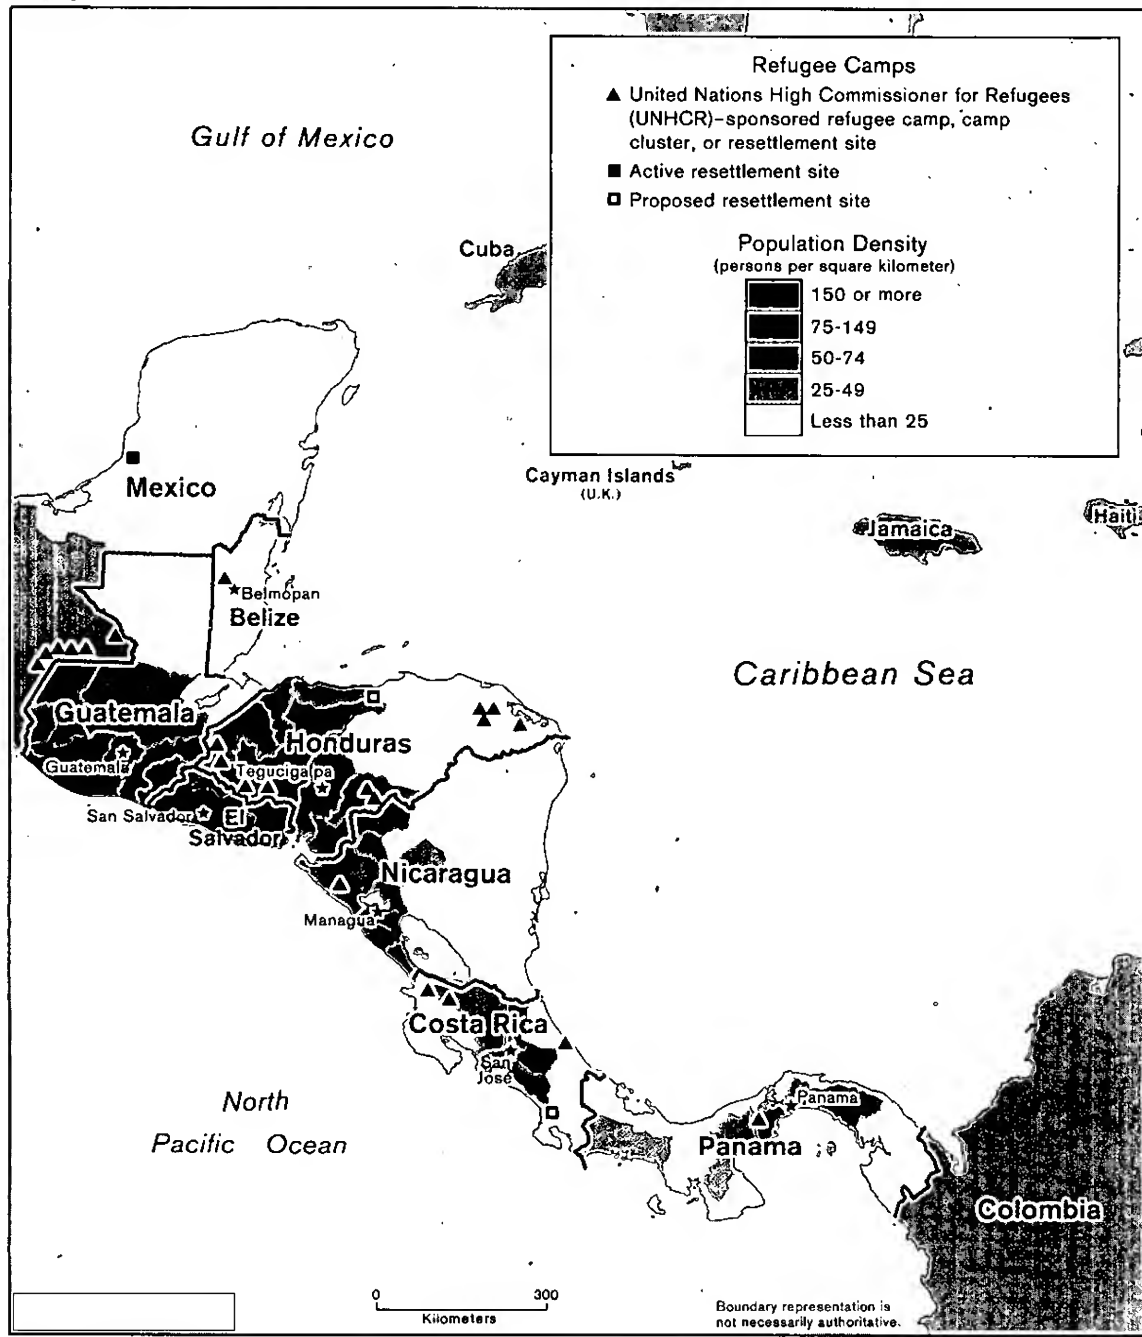 Refugee Camps
United Nations High Commissioner for Refugees
(UNHCR)-sponsored refugee camp, camp
cluster, or resettlement site
Active resettlement site
Proposed resettlement site
Population Density
(persons per square kilometer)
150 or more
75-149
50-74
25-49
Less than 25
Gulf of Mexico
Cuba
Cayman Islands
(U.K.)
Mexico
Jamaica
Haiti
Belmopan
Belize
Caribbean Sea
Guatemala
Honduras
Guatemala
Tegucigalpa
San Salvador
El
Salvador
Nicaragua
Managua
Costa Rica
San
José
North
Pacific Ocean
Panama
Panama
Colombia
0 300
Kilometers
Boundary representation is
not necessarily authoritative.